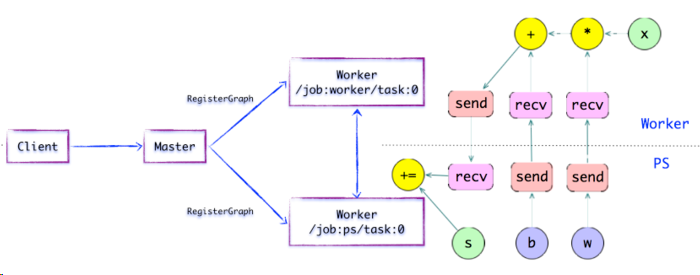 Client
Master
RegisterGraph
RegisterGraph
Worker
/job:worker/task:0
Worker
/job:ps/task:0
+
*
x
send
recv
recv
Worker
PS
+=
recv
send
send
s
b
w